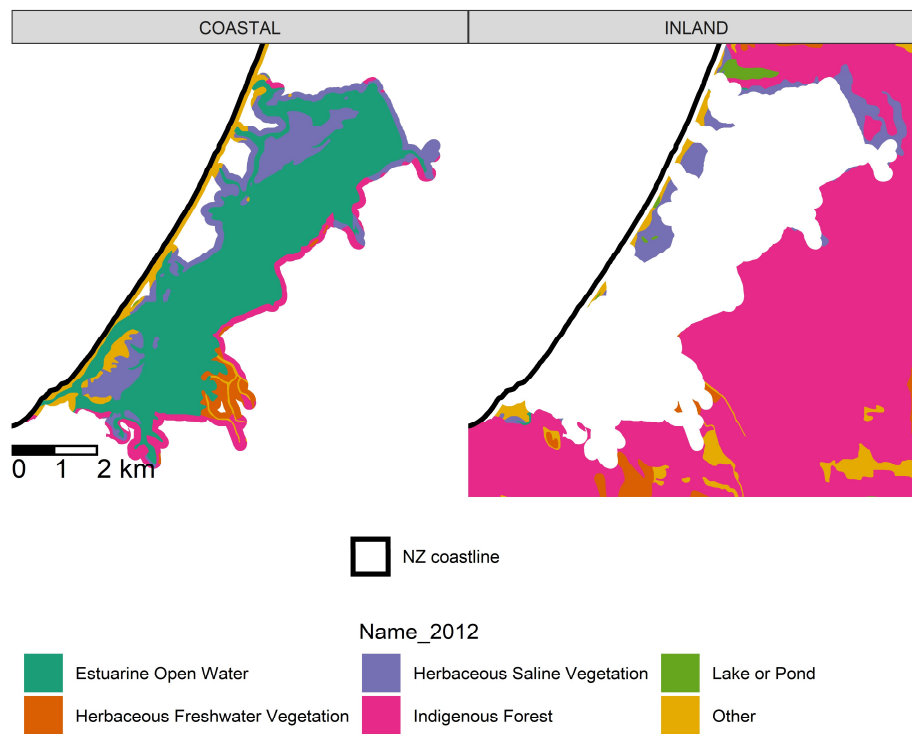 COASTAL
INLAND
0 1 2 km
NZ coastline
Name_2012
Estuarine Open Water
Herbaceous Saline Vegetation
Lake or Pond
Herbaceous Freshwater Vegetation
Indigenous Forest
Other